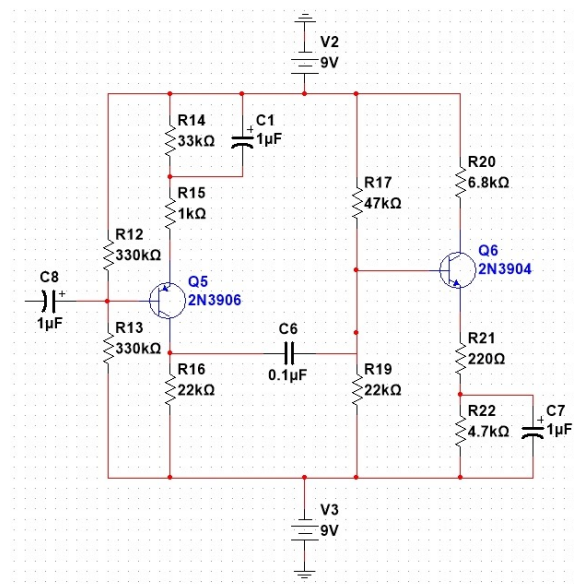 V2
9V
R14
33kΩ
C1
+
1µF
R15
1kΩ
R17
47kΩ
R20
6.8kΩ
R12
330kΩ
Q5
2N3906
Q6
2N3904
C8
+
1µF
R13
330kΩ
C6
0.1µF
R16
22kΩ
R19
22kΩ
R21
220Ω
R22
4.7kΩ
C7
+
1µF
V3
9V